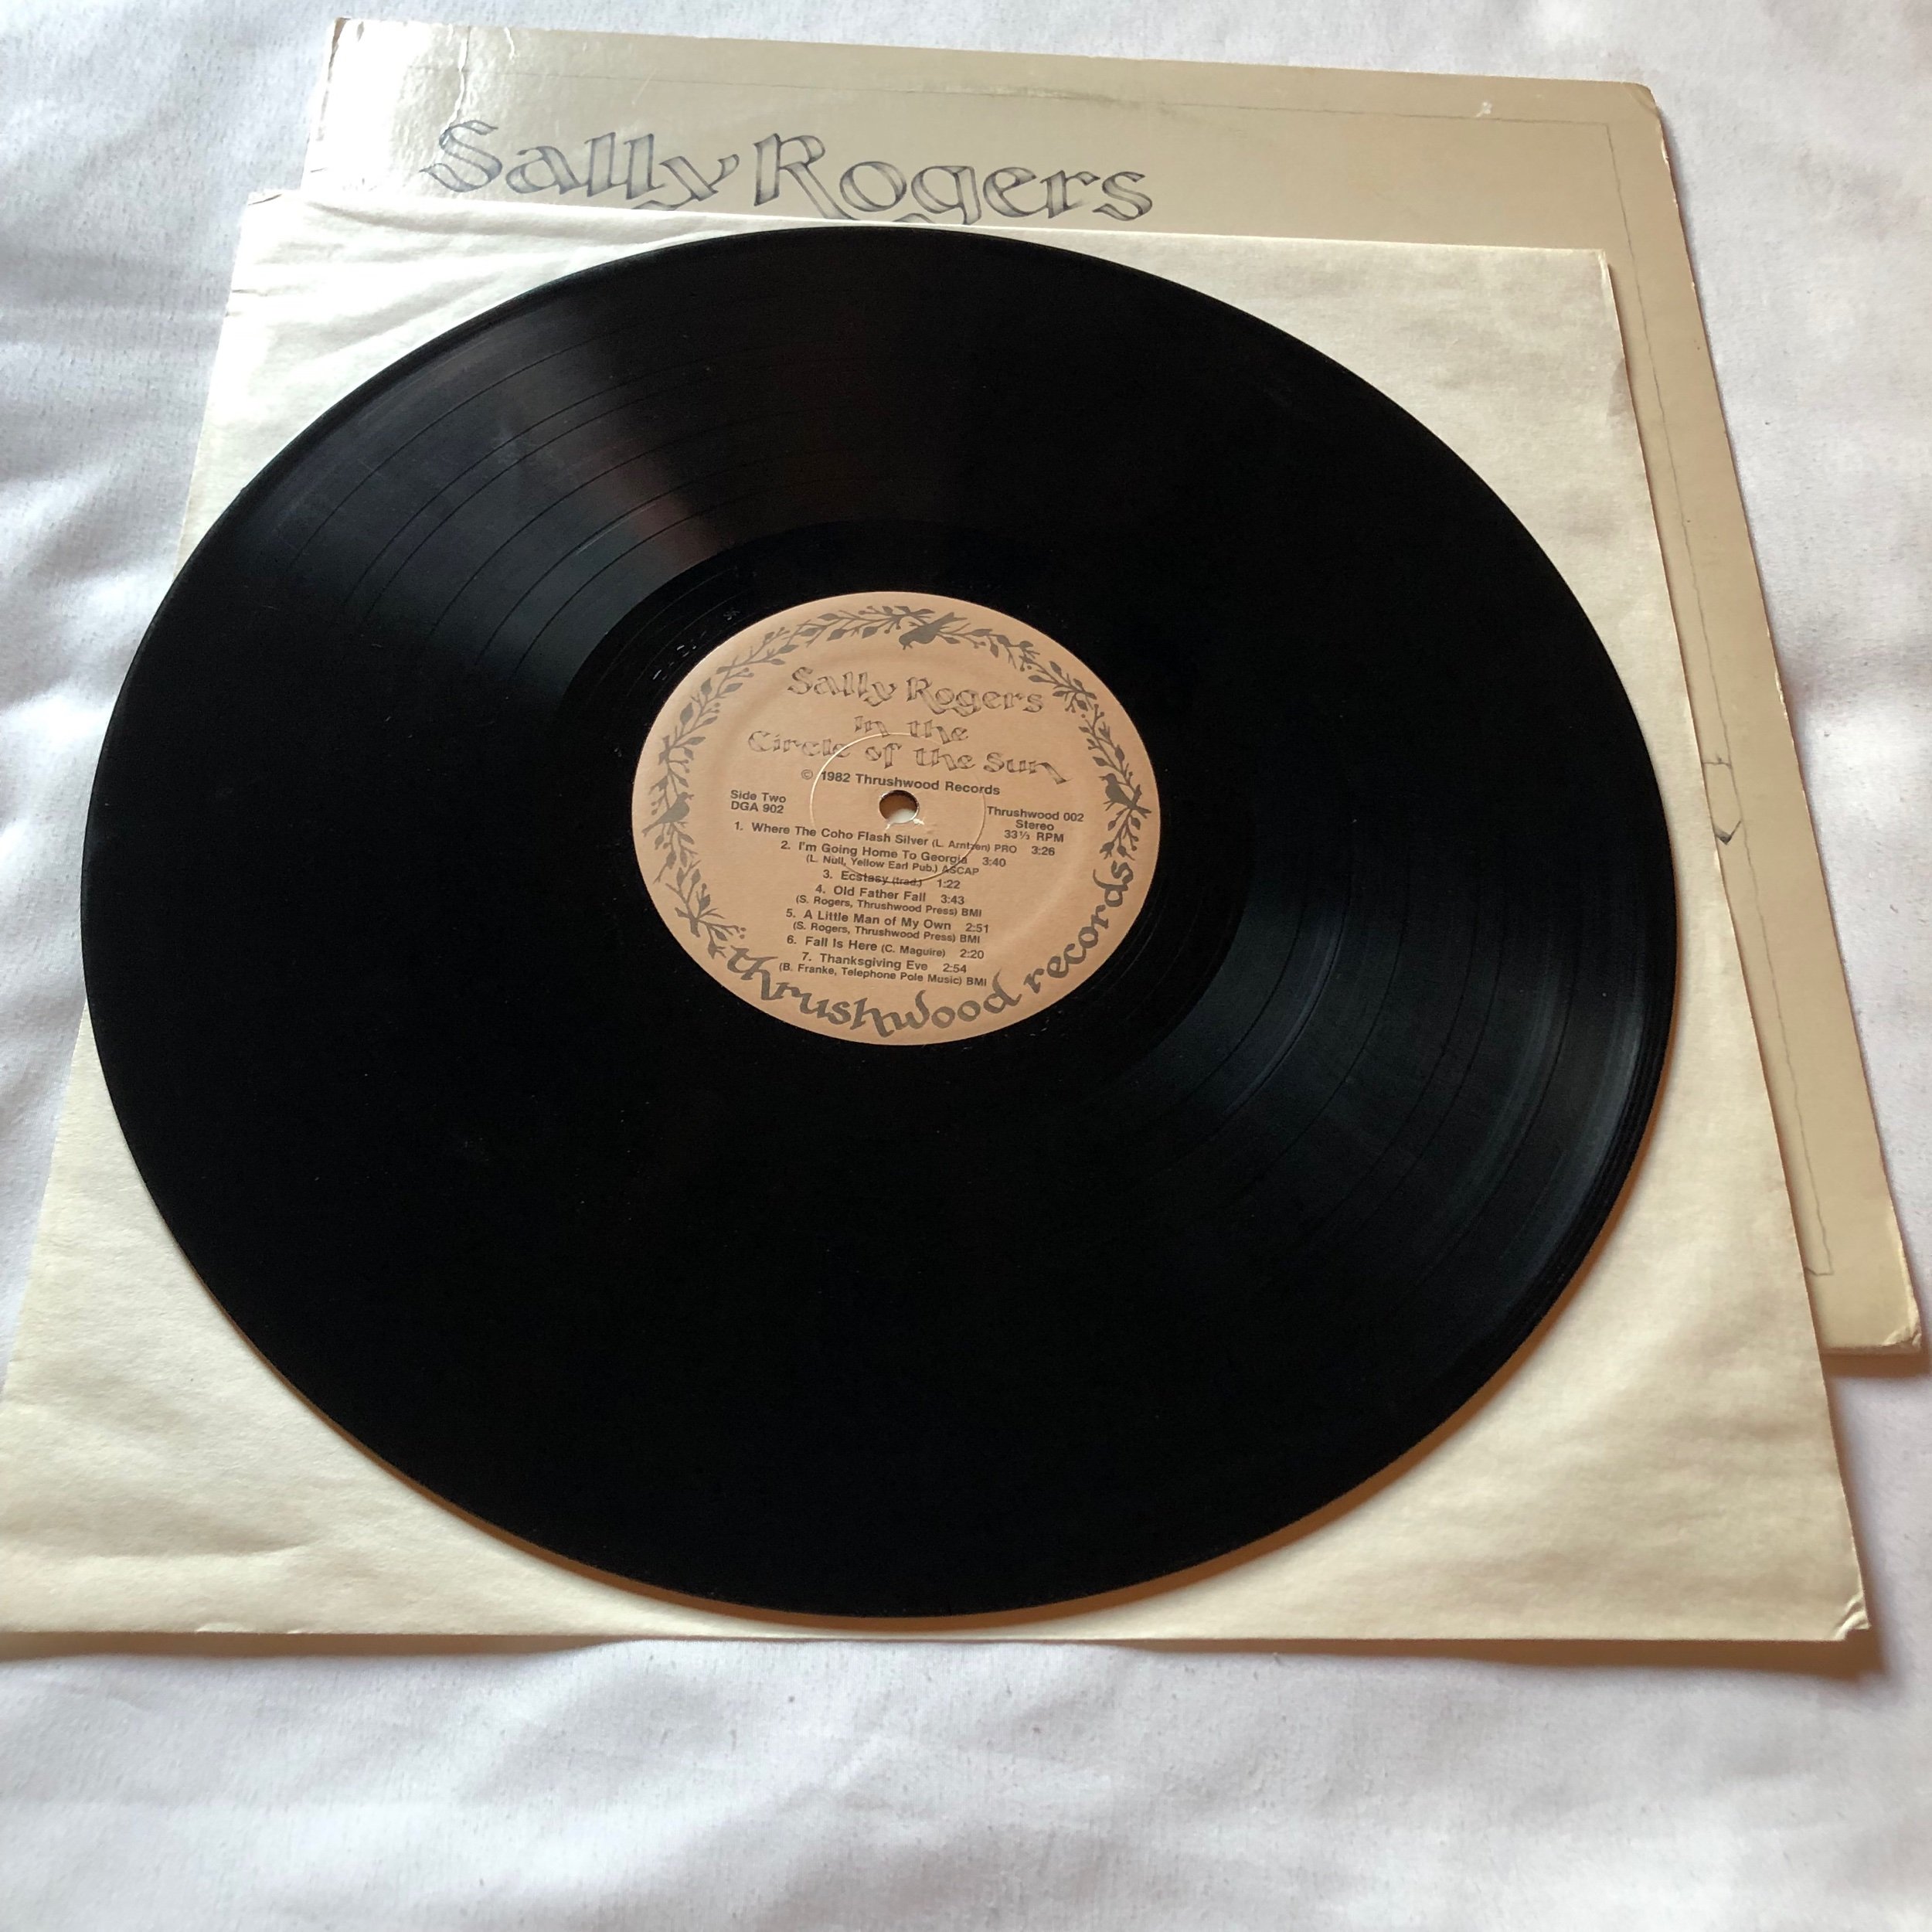 Sally Rogers
Sally Rogers
in the
Circle of the Sun
© 1982 Thrushwood Records
Side Two
DGA 902
Thrushwood 002
Stereo
33⅓ RPM
1. Where The Coho Flash Silver (L. Arntzen) PRO 3:26
2. I'm Going Home To Georgia 3:40
(L. Null, Yellow Earl Pub.) ASCAP
3. Ecstasy (trad.) 1:22
4. Old Father Fall 3:43
(S. Rogers, Thrushwood Press) BMI
5. A Little Man of My Own 2:51
(S. Rogers, Thrushwood Press) BMI
6. Fall Is Here (C. Maguire) 2:20
7. Thanksgiving Eve 2:54
(B. Franke, Telephone Pole Music) BMI
thrushwood records